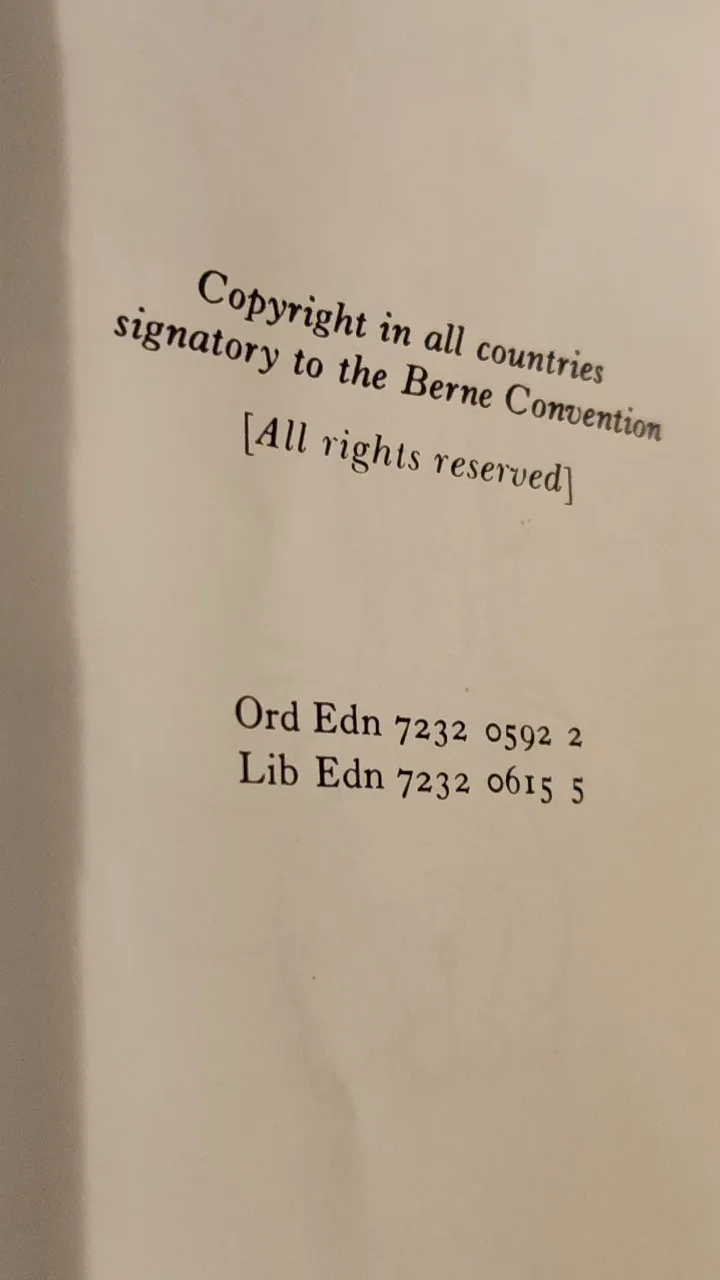 Copyright in all countries
signatory to the Berne Convention
[All rights reserved]
Ord Edn 7232 0592 2
Lib Edn 7232 0615 5